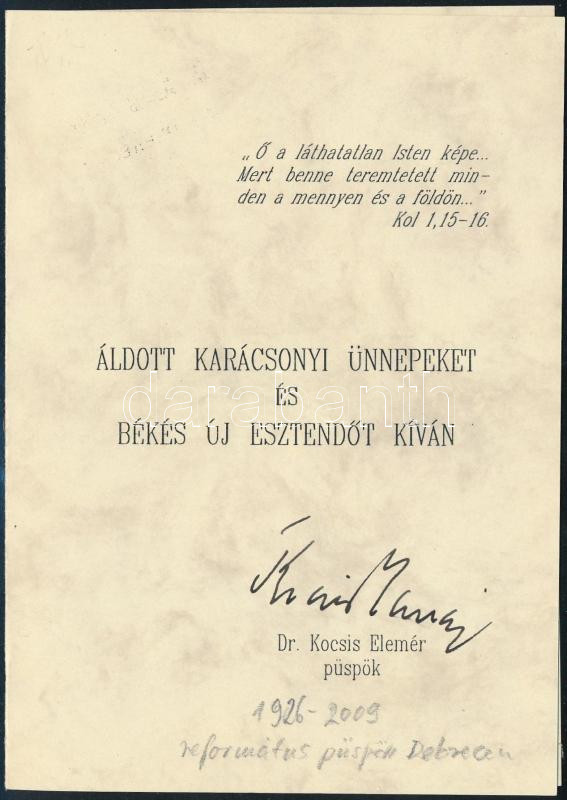 „Ő a láthatatlan Isten képe...
Mert benne teremtetett min-
den a mennyen és a földön..."
Kol 1,15-16.
ÁLDOTT KARÁCSONYI ÜNNEPEKET
ÉS
darabanth
BÉKÉS ÚJ ESZTENDŐT KÍVÁN
Dr. Kocsis Elemér
püspök
1926-2009
református püspök Debrecen